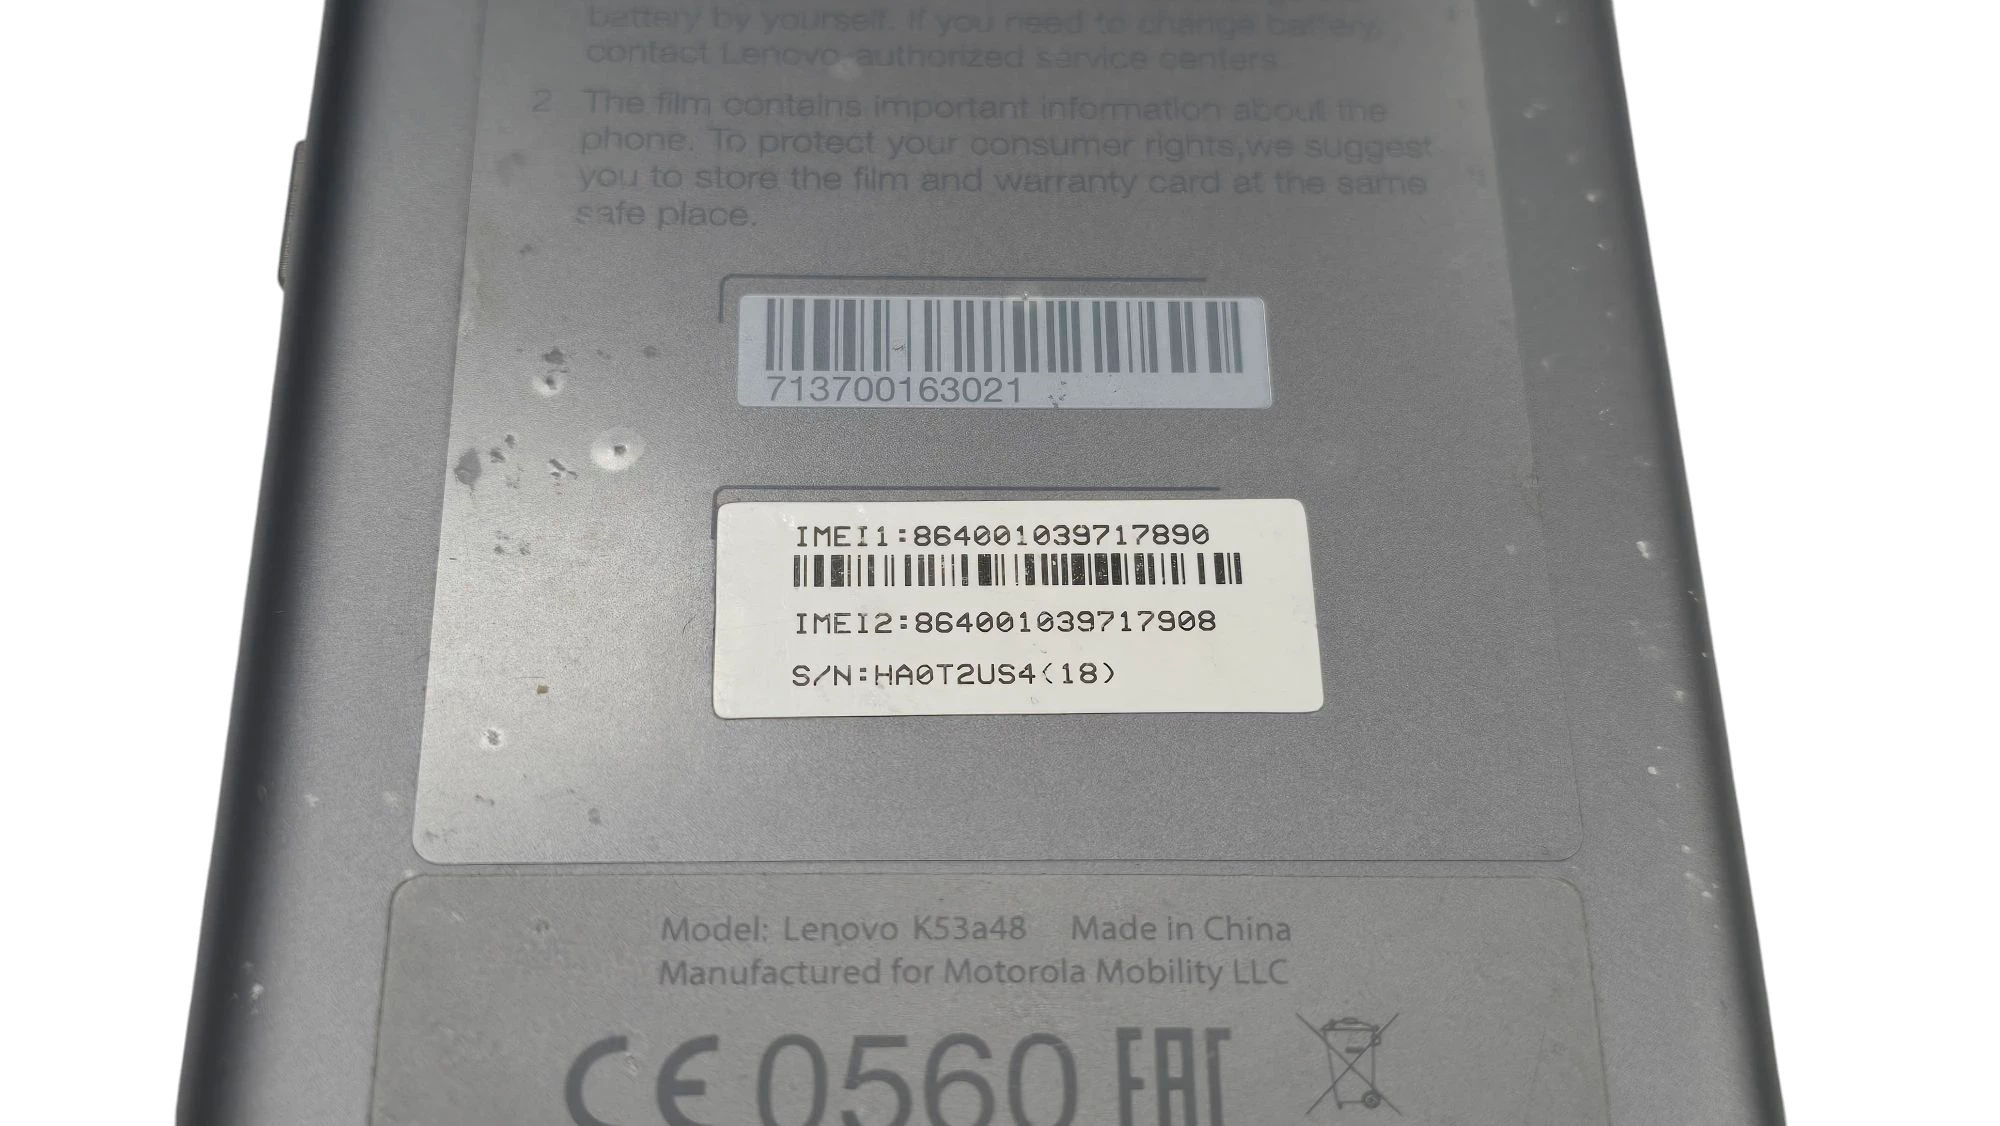 battery by yourself. If you need to change battery,
contact Lenovo authorized service centers.
2 The film contains important information about the
phone. To protect your consumer rights,we suggest
you to store the film and warranty card at the same
safe place.
713700163021
IMEI1:864001039717890
IMEI2:864001039717908
S/N:HA0T2US4(18)
Model: Lenovo K53a48 Made in China
Manufactured for Motorola Mobility LLC
CE 0560 EAC